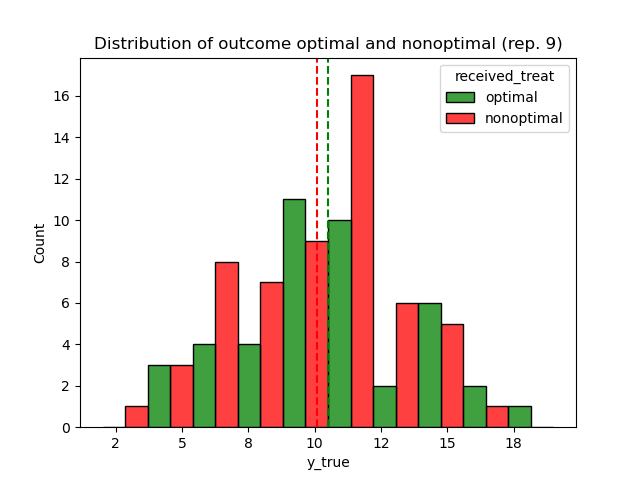 Distribution of outcome optimal and nonoptimal (rep. 9)
received_treat
optimal
nonoptimal
16
14
12
10
8
6
4
2
0
Count
2 5 8 10 12 15 18
y_true